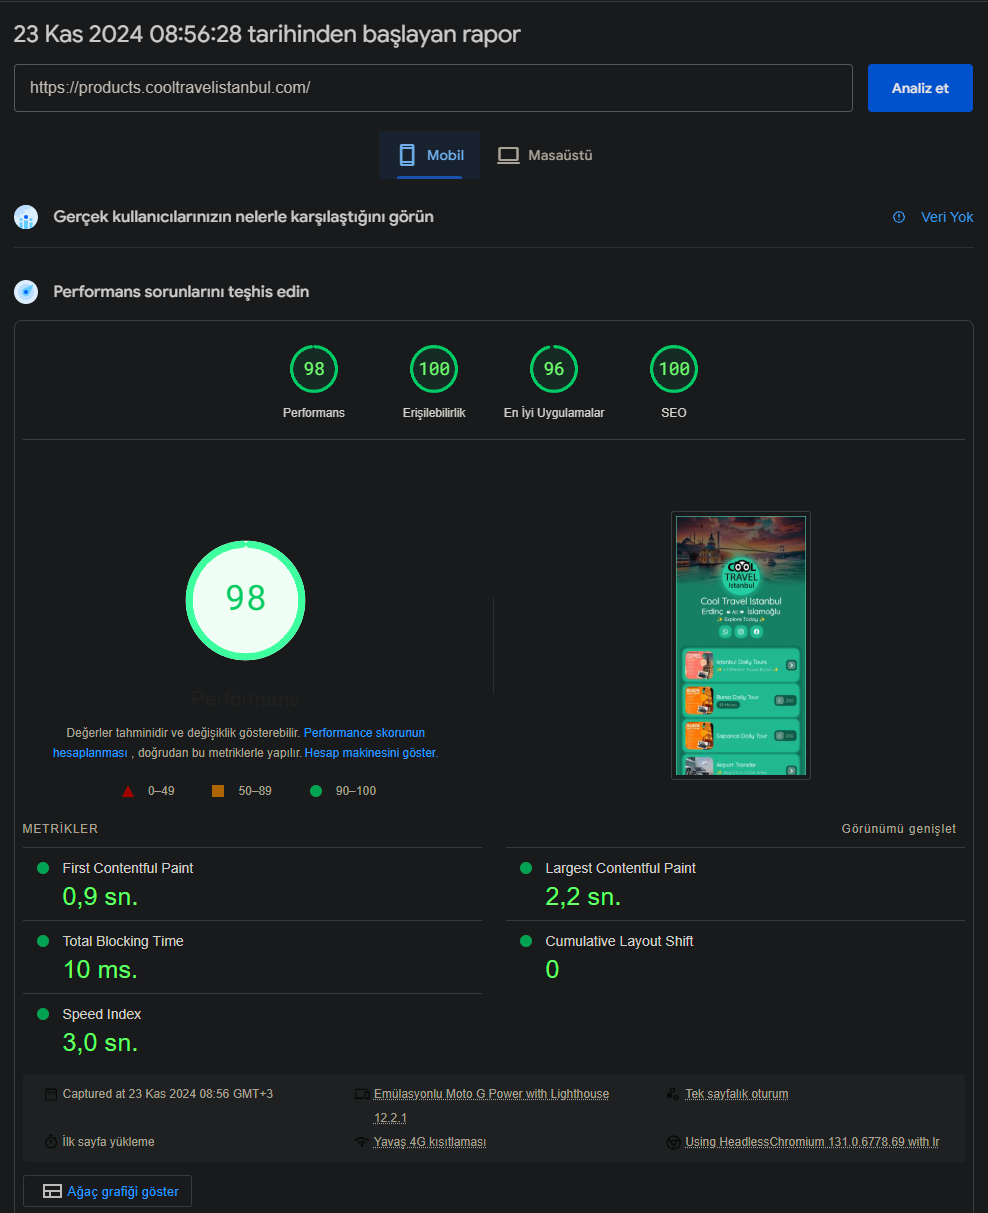 23 Kas 2024 08:56:28 tarihinden başlayan rapor
https://products.cooltravelistanbul.com/
Analiz et
Mobil
Masaüstü
Gerçek kullanıcılarınızın nelerle karşılaştığını görün
Veri Yok
Performans sorunlarını teşhis edin
98
100
96
100
Performans
Erişilebilirlik
En İyi Uygulamalar
SEO
98
COOL
TRAVEL
Istanbul
Cool Travel Istanbul
Erdinç Ali İslamoğlu
Explore Today
Istanbul Daily Tours
Bursa Daily Tour
Sapanca Daily Tour
Airport Transfer
Performans
Değerler tahminidir ve değişiklik gösterebilir. Performance skorunun
hesaplanması , doğrudan bu metriklerle yapılır. Hesap makinesini göster.
0–49
50–89
90–100
METRİKLER
Görünümü genişlet
First Contentful Paint
0,9 sn.
Largest Contentful Paint
2,2 sn.
Total Blocking Time
10 ms.
Cumulative Layout Shift
0
Speed Index
3,0 sn.
Captured at 23 Kas 2024 08:56 GMT+3
Emülasyonlu Moto G Power with Lighthouse
12.2.1
Tek sayfalık oturum
İlk sayfa yükleme
Yavaş 4G kısıtlaması
Using HeadlessChromium 131.0.6778.69 with lr
Ağaç grafiği göster